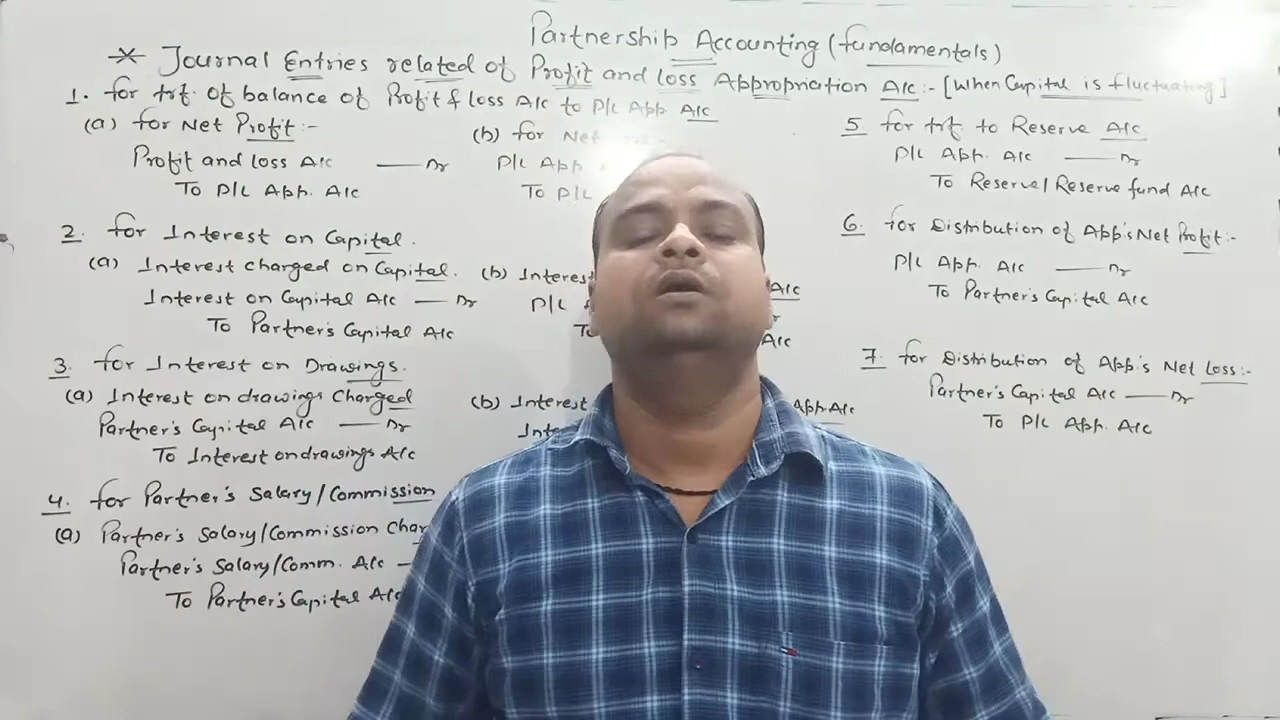 Partnership Accounting (fundamentals)
* Journal Entries related of Profit and loss Appropriation A/c :- [When Capital is fluctuating]
1. for trf. of balance of Profit & loss A/c to P/L App A/c
(a) for Net Profit :-
Profit and loss A/c —— Dr
To P/L App. A/c
(b) for Net
P/L App
To P/L
2. for Interest on Capital.
(a) Interest charged on Capital.
Interest on Capital A/c —— Dr
To Partner's Capital A/c
(b) Interest
A/c
P/L
To
A/c
3. for Interest on Drawings.
(a) Interest on drawings Charged
Partner's Capital A/c —— Dr
To Interest on drawings A/c
(b) Interest
App. A/c
4. for Partner's Salary/Commission
(a) Partner's Salary/Commission
Partner's Salary/Comm. A/c —
To Partner's Capital A/c
5 for trf. to Reserve A/c
P/L App. A/c —— Dr
To Reserve/Reserve fund A/c
6. for Distribution of App's Net Profit :-
P/L App. A/c —— Dr
To Partner's Capital A/c
7. for Distribution of App's Net Loss :-
Partner's Capital A/c —— Dr
To P/L App. A/c